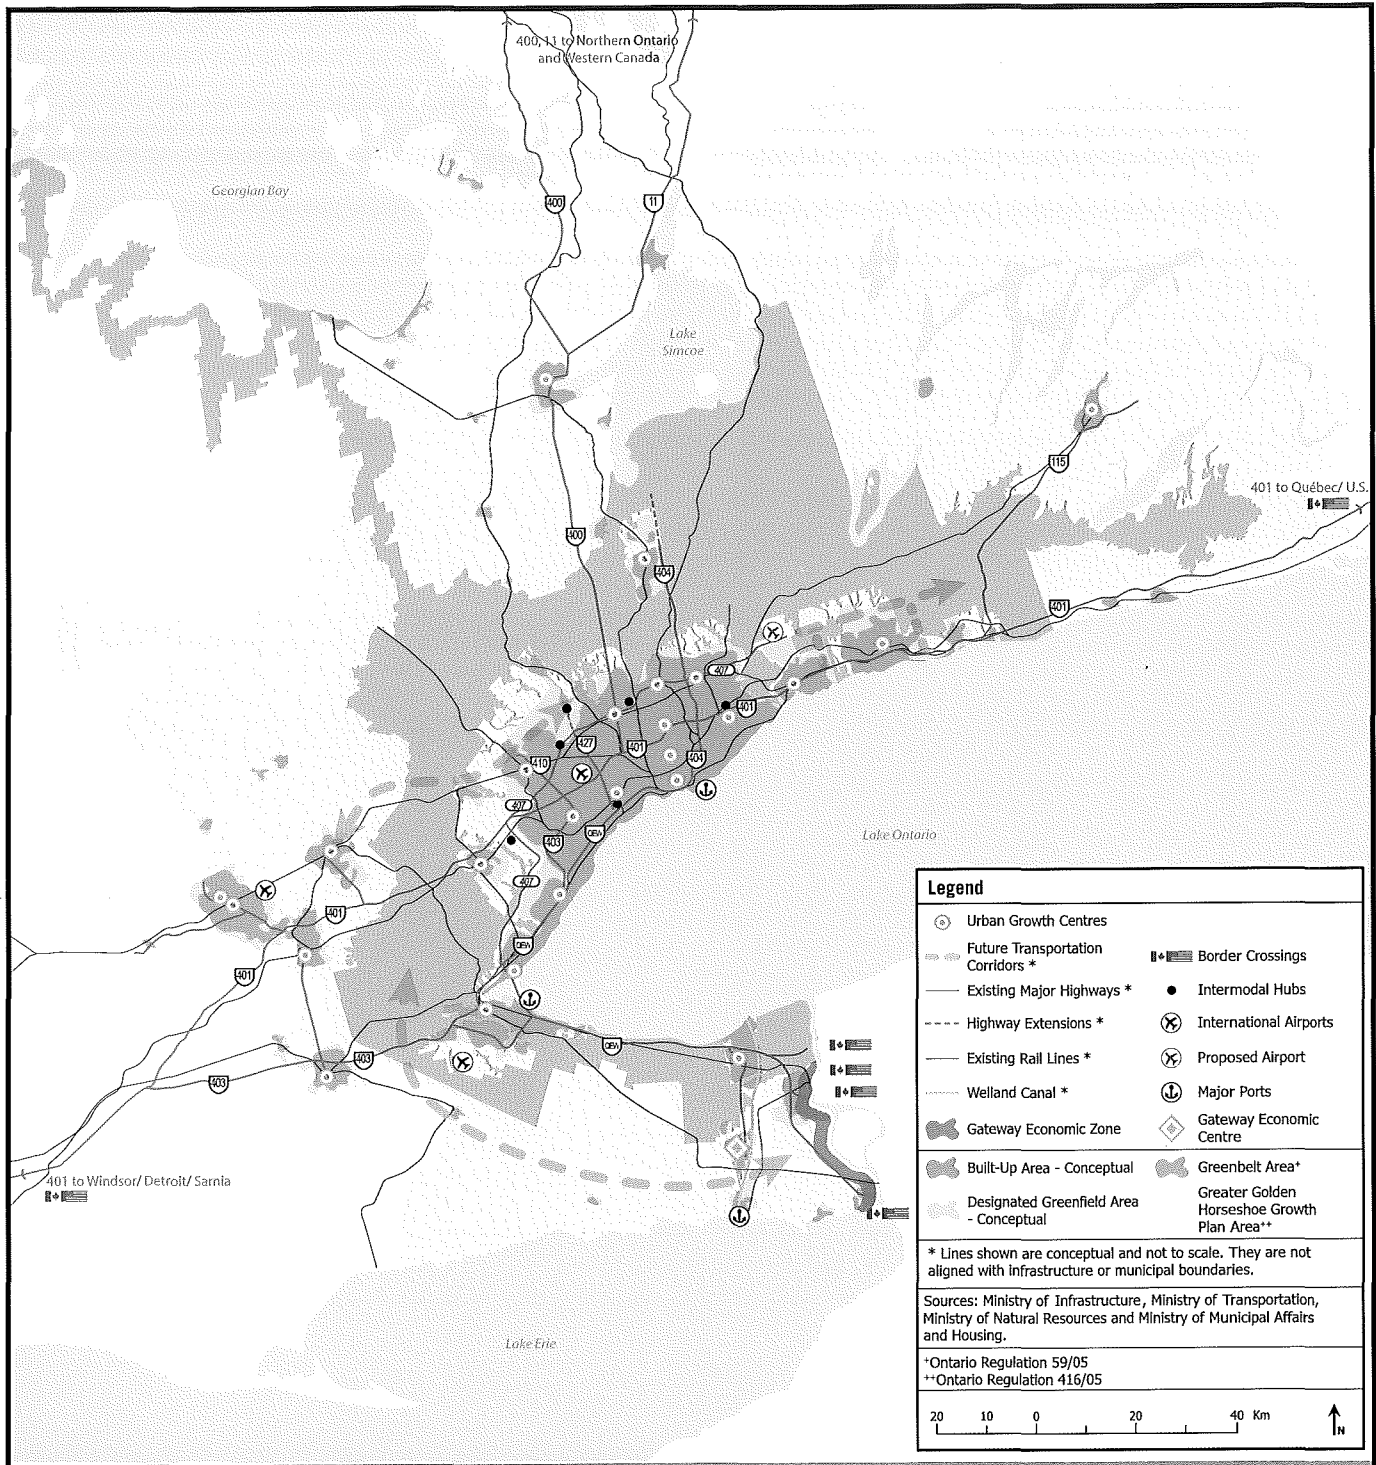 400, 11 to Northern Ontario
and Western Canada
Georgian Bay
400
11
Lake
Simcoe
115
401 to Québec/ U.S.
400
404
401
407
401
427
401
404
410
407
403
QEW
Lake Ontario
407
401
QEW
401
QEW
403
403
401 to Windsor/ Detroit/ Sarnia
Lake Erie
Legend
Urban Growth Centres
Future Transportation
Corridors *
Border Crossings
Existing Major Highways *
Intermodal Hubs
Highway Extensions *
International Airports
Existing Rail Lines *
Proposed Airport
Welland Canal *
Major Ports
Gateway Economic Zone
Gateway Economic
Centre
Built-Up Area - Conceptual
Greenbelt Area+
Designated Greenfield Area
- Conceptual
Greater Golden
Horseshoe Growth
Plan Area++
* Lines shown are conceptual and not to scale. They are not
aligned with infrastructure or municipal boundaries.
Sources: Ministry of Infrastructure, Ministry of Transportation,
Ministry of Natural Resources and Ministry of Municipal Affairs
and Housing.
+Ontario Regulation 59/05
++Ontario Regulation 416/05
20 10 0 20 40 Km
N